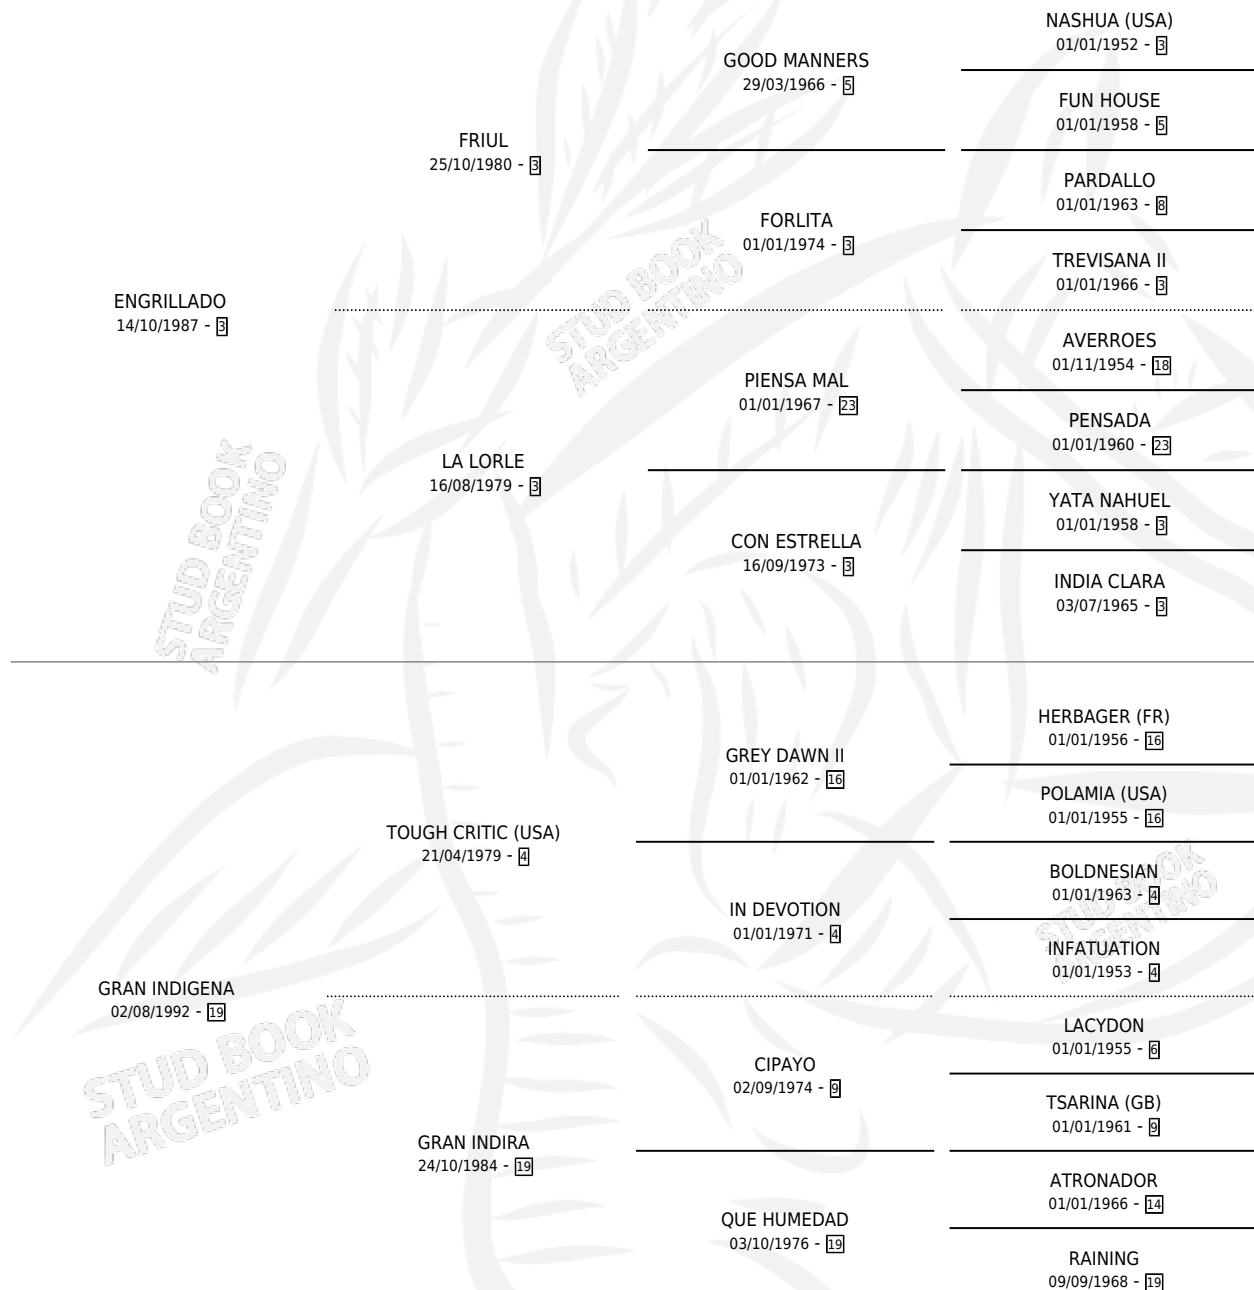 NASHUA (USA)
01/01/1952 - 3
GOOD MANNERS
29/03/1966 - 5
FUN HOUSE
01/01/1958 - 5
FRIUL
25/10/1980 - 3
PARDALLO
01/01/1963 - 8
FORLITA
01/01/1974 - 3
TREVISANA II
01/01/1966 - 3
ENGRILLADO
14/10/1987 - 3
AVERROES
01/11/1954 - 18
PIENSA MAL
01/01/1967 - 23
PENSADA
01/01/1960 - 23
LA LORLE
16/08/1979 - 3
YATA NAHUEL
01/01/1958 - 3
CON ESTRELLA
16/09/1973 - 3
INDIA CLARA
03/07/1965 - 3
HERBAGER (FR)
01/01/1956 - 16
GREY DAWN II
01/01/1962 - 16
POLAMIA (USA)
01/01/1955 - 16
TOUGH CRITIC (USA)
21/04/1979 - 4
BOLDNESIAN
01/01/1963 - 4
IN DEVOTION
01/01/1971 - 4
INFATUATION
01/01/1953 - 4
GRAN INDIGENA
02/08/1992 - 19
LACYDON
01/01/1955 - 6
CIPAYO
02/09/1974 - 9
TSARINA (GB)
01/01/1961 - 9
GRAN INDIRA
24/10/1984 - 19
ATRONADOR
01/01/1966 - 14
QUE HUMEDAD
03/10/1976 - 19
RAINING
09/09/1968 - 19
STUD BOOK
ARGENTINO
STUD BOOK
ARGENTINO
STUD BOOK
ARGENTINO
STUD BOOK
ARGENTINO